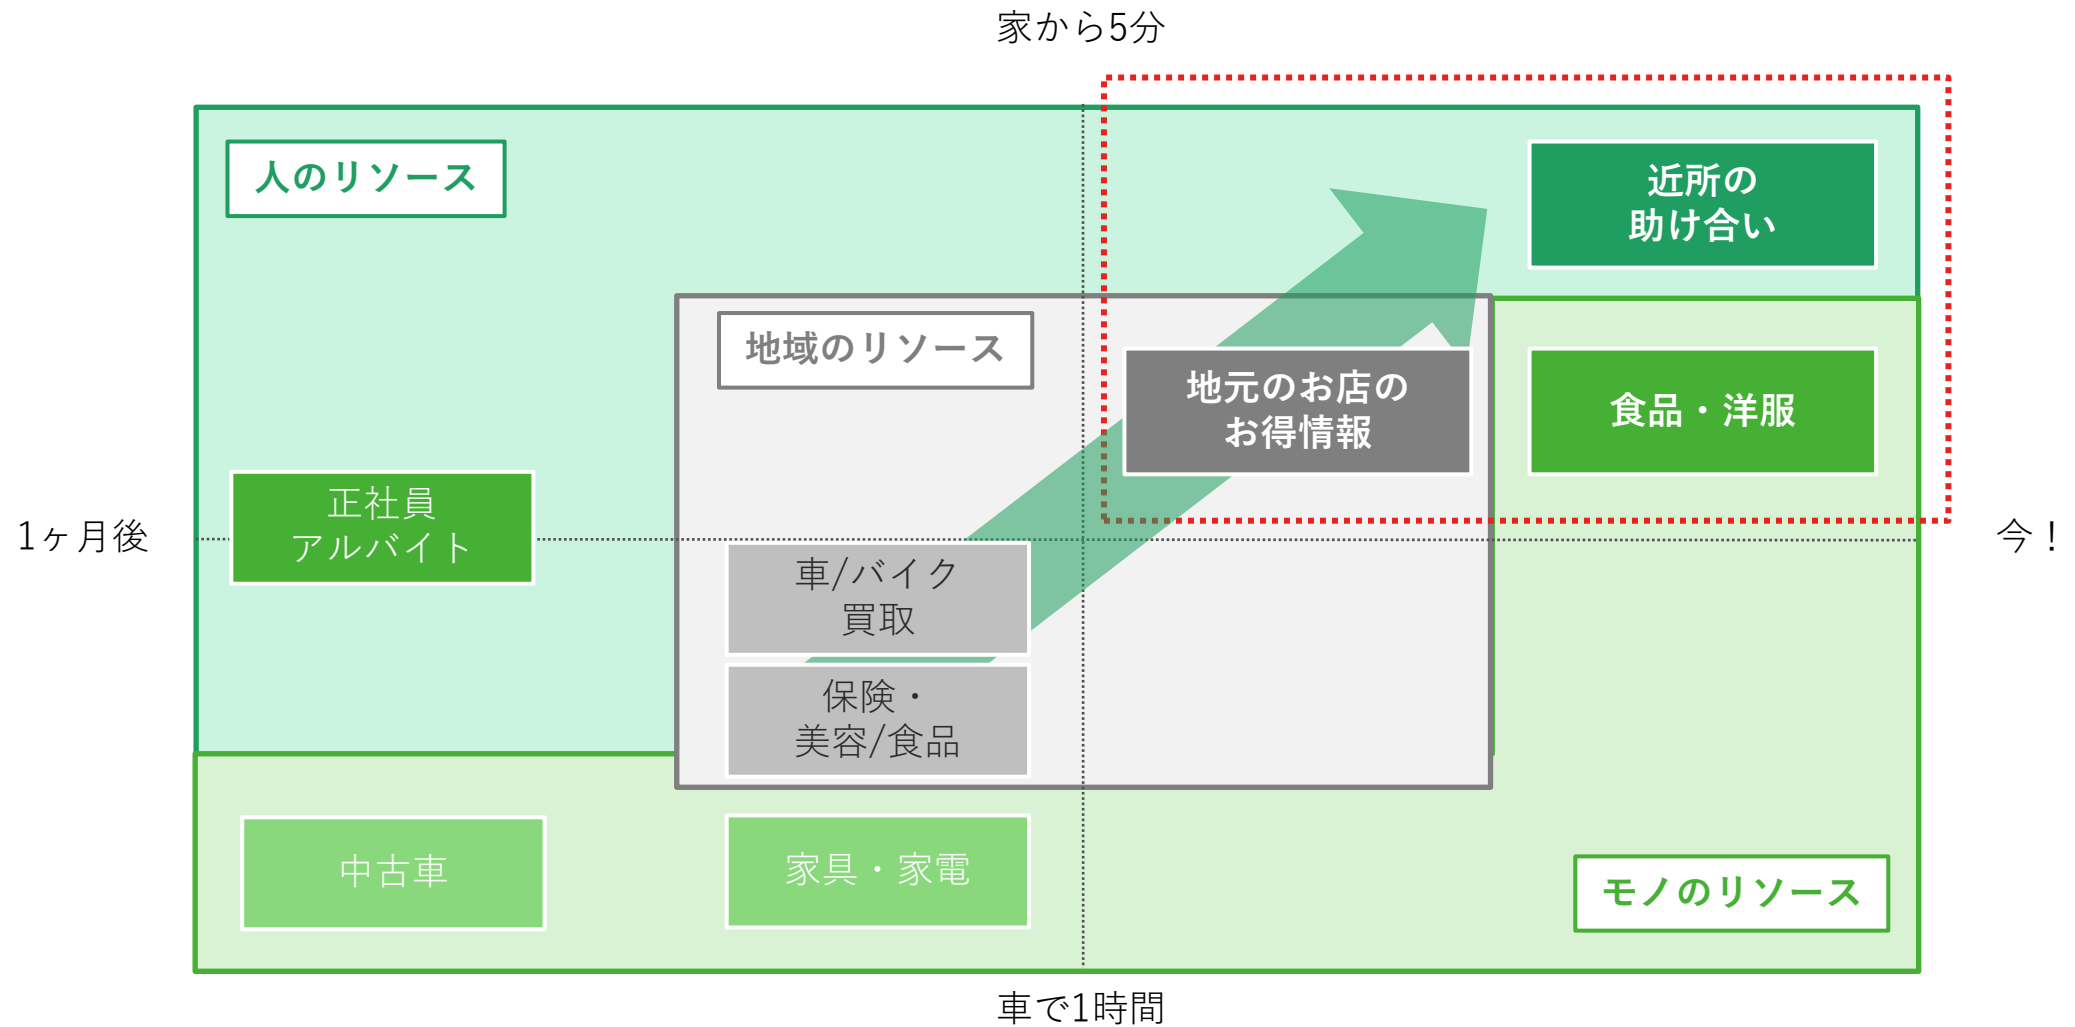 家から5分
人のリソース
近所の
助け合い
地域のリソース
地元のお店の
お得情報
食品・洋服
正社員
アルバイト
1ヶ月後
今！
車/バイク
買取
保険・
美容/食品
中古車
家具・家電
モノのリソース
車で1時間